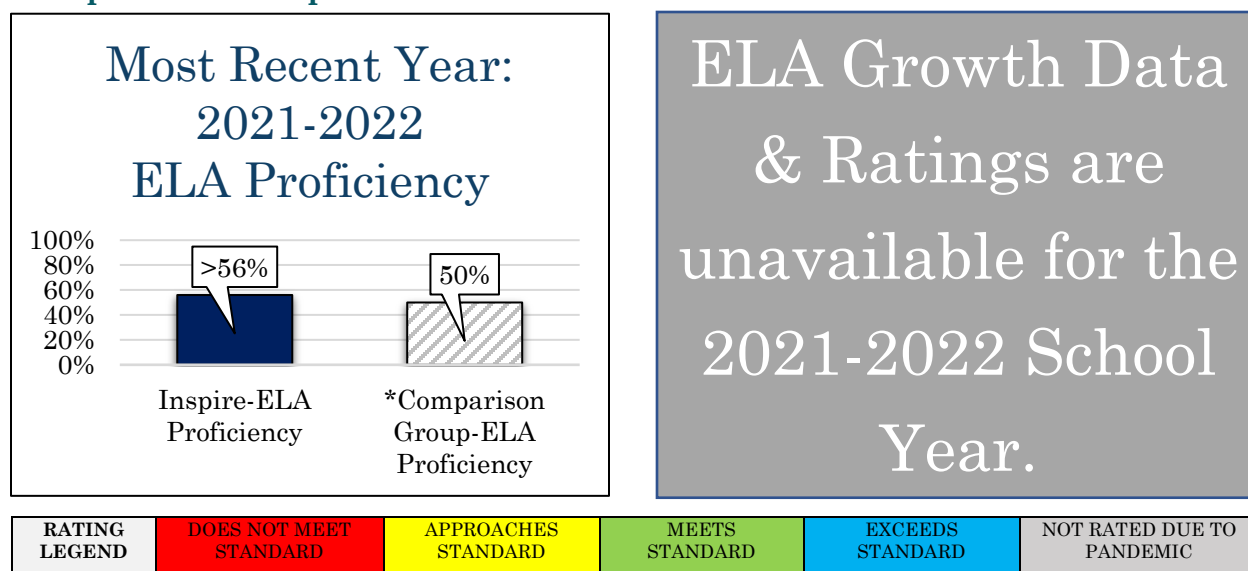 Most Recent Year:
2021-2022
ELA Proficiency
100%
80%
60%
40%
20%
0%
>56%
50%
Inspire-ELA
Proficiency
*Comparison
Group-ELA
Proficiency
ELA Growth Data
& Ratings are
unavailable for the
2021-2022 School
Year.
RATING
LEGEND
DOES NOT MEET
STANDARD
APPROACHES
STANDARD
MEETS
STANDARD
EXCEEDS
STANDARD
NOT RATED DUE TO
PANDEMIC